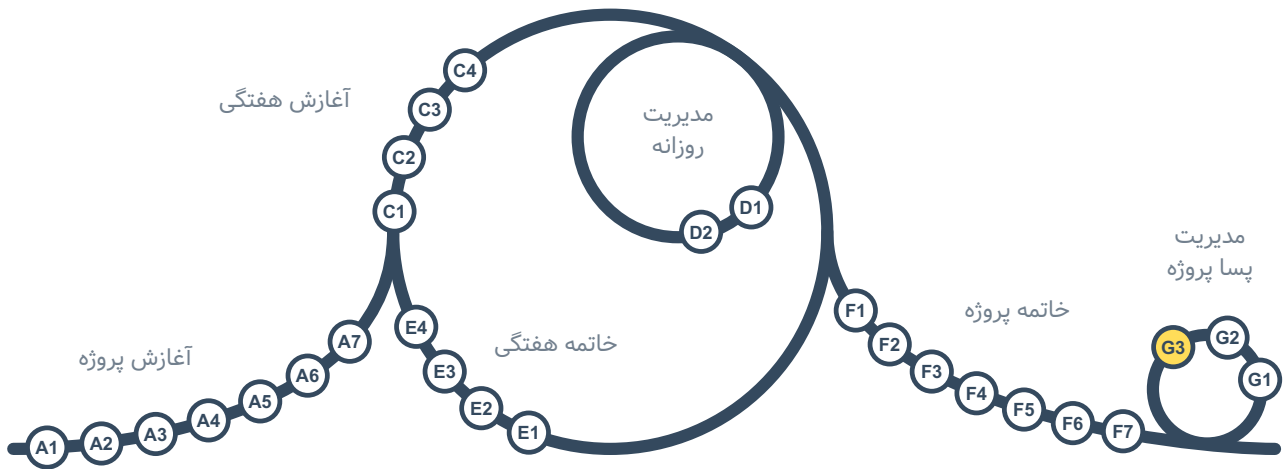 آغازش پروژه
A1
A2
A3
A4
A5
A6
A7
آغازش هفتگی
C1
C2
C3
C4
مدیریت
روزانه
D1
D2
خاتمه هفتگی
E1
E2
E3
E4
خاتمه پروژه
F1
F2
F3
F4
F5
F6
F7
مدیریت
پسا پروژه
G1
G2
G3